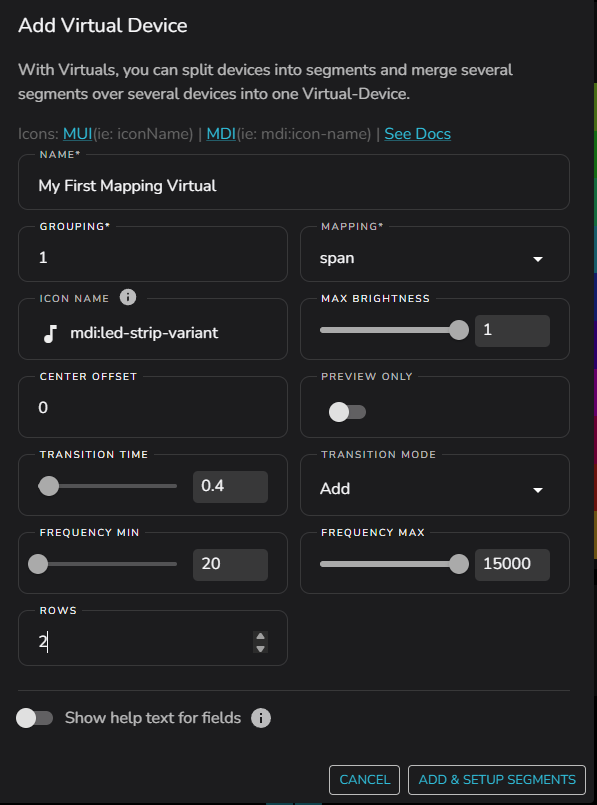 Add Virtual Device
With Virtuals, you can split devices into segments and merge several
segments over several devices into one Virtual-Device.
Icons: MUI(ie: iconName) | MDI(ie: mdi:icon-name) | See Docs
NAME*
My First Mapping Virtual
GROUPING* MAPPING*
1 span
ICON NAME MAX BRIGHTNESS
mdi:led-strip-variant 1
CENTER OFFSET PREVIEW ONLY
0
TRANSITION TIME TRANSITION MODE
0.4 Add
FREQUENCY MIN FREQUENCY MAX
20 15000
ROWS
2
Show help text for fields
CANCEL ADD & SETUP SEGMENTS